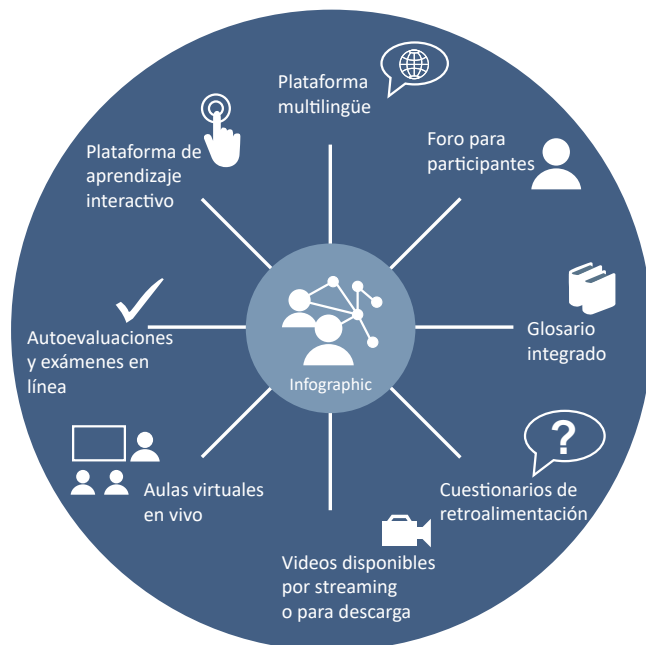 Plataforma
multilingüe
Foro para
participantes
Glosario
integrado
?
Cuestionarios de
retroalimentación
Videos disponibles
por streaming
o para descarga
Aulas virtuales
en vivo
Autoevaluaciones
y exámenes en
línea
Plataforma de
aprendizaje
interactivo
Infographic